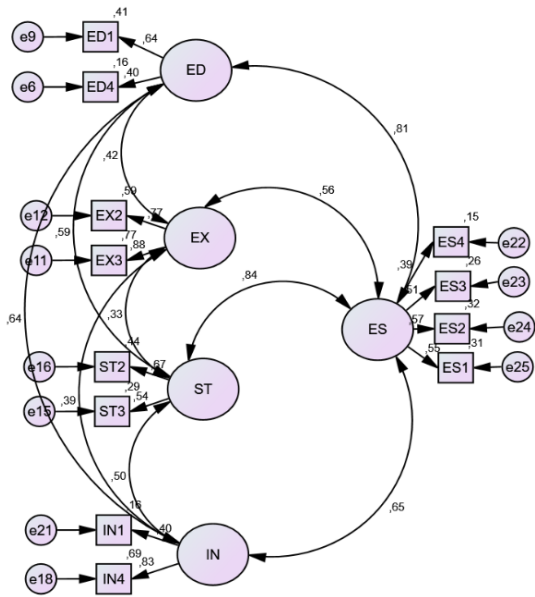 ,41
e9 ED1 ,64
ED
,16
e6 ED4 ,40
,81
,42
,56
,59
e12 EX2 ,77
,59
EX
,77
e11 EX3 ,88
,15
ES4 e22
,39
,26
ES3 e23
,51
,32
ES
,57 ES2 e24
,31
,55 ES1 e25
,84
,64
,33
,44
e16 ST2 ,67
ST
,29
,39
e15 ST3 ,54
,50
,65
,16
e21 IN1 ,40
IN
,69
e18 IN4 ,83